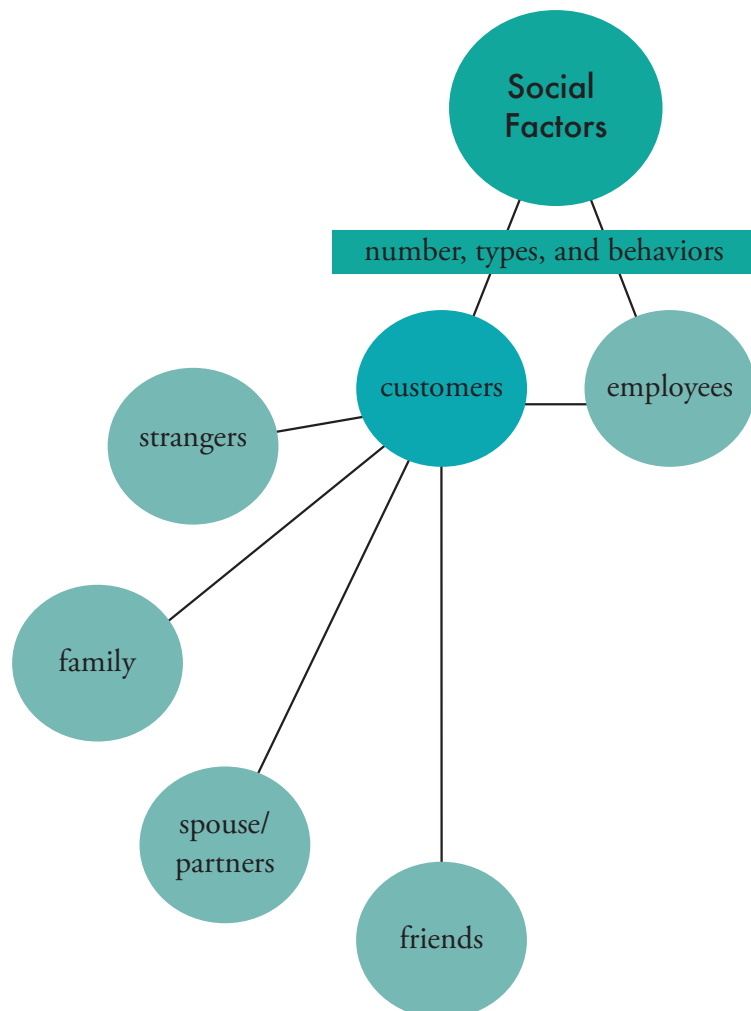 Social
Factors
number, types, and behaviors
customers
employees
strangers
family
spouse/
partners
friends